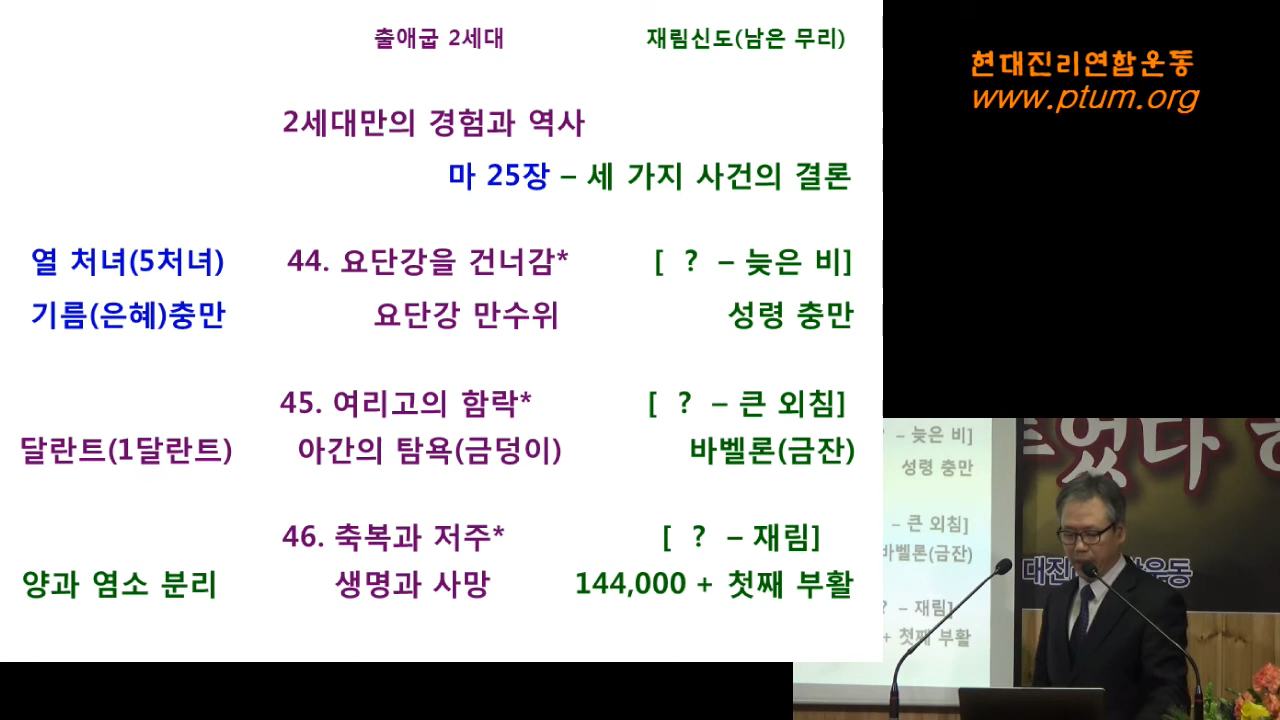 출애굽 2세대 재림신도(남은 무리)
2세대만의 경험과 역사
마 25장 – 세 가지 사건의 결론
열 처녀(5처녀) 44. 요단강을 건너감* [ ? – 늦은 비]
기름(은혜)충만 요단강 만수위 성령 충만
45. 여리고의 함락* [ ? – 큰 외침]
달란트(1달란트) 아간의 탐욕(금덩이) 바벨론(금잔)
46. 축복과 저주* [ ? – 재림]
양과 염소 분리 생명과 사망 144,000 + 첫째 부활
현대진리연합운동
www.ptum.org
– 늦은 비]
성령 충만
– 큰 외침]
바벨론(금잔)
? – 재림]
+ 첫째 부활
었다
대진 운동